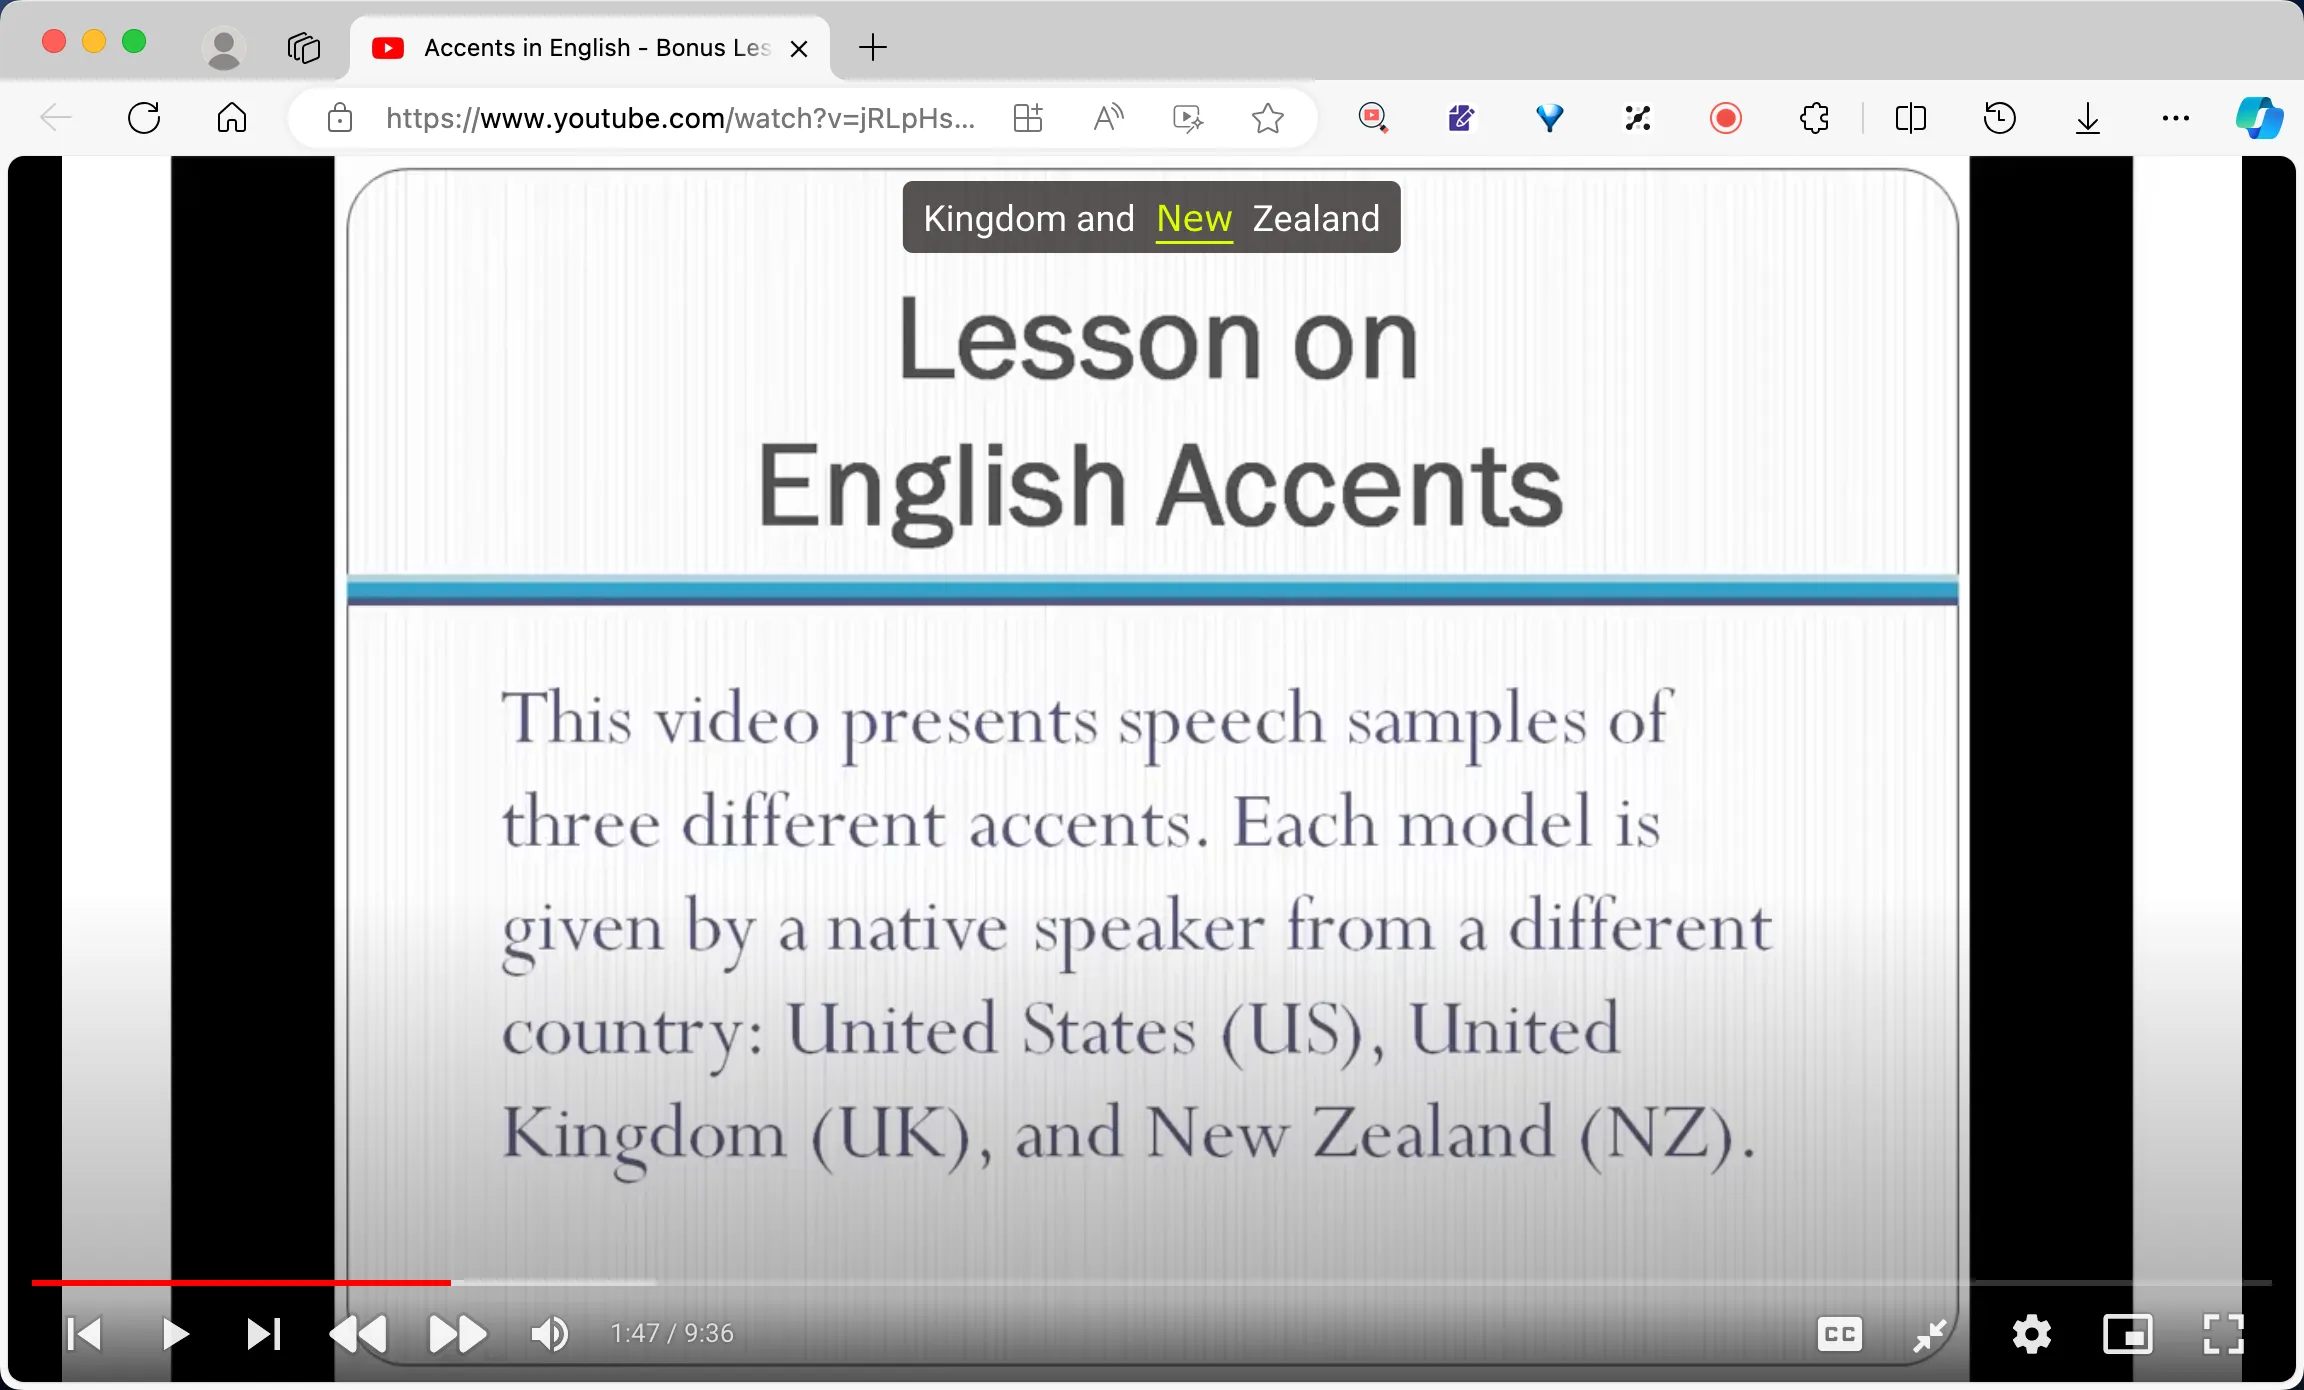 Accents in English - Bonus Les
https://www.youtube.com/watch?v=jRLpHs...
Kingdom and New Zealand
Lesson on
English Accents
This video presents speech samples of
three different accents. Each model is
given by a native speaker from a different
country: United States (US), United
Kingdom (UK), and New Zealand (NZ).
1:47 / 9:36
CC